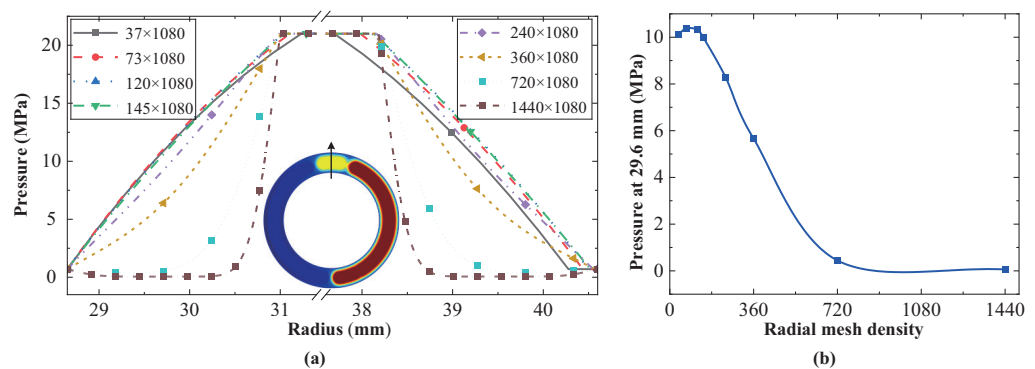 20
15
10
5
0
Pressure (MPa)
37×1080
73×1080
120×1080
145×1080
240×1080
360×1080
720×1080
1440×1080
29 30 31 38 39 40
Radius (mm)
(a)
10
8
6
4
2
0
Pressure at 29.6 mm (MPa)
0 360 720 1080 1440
Radial mesh density
(b)